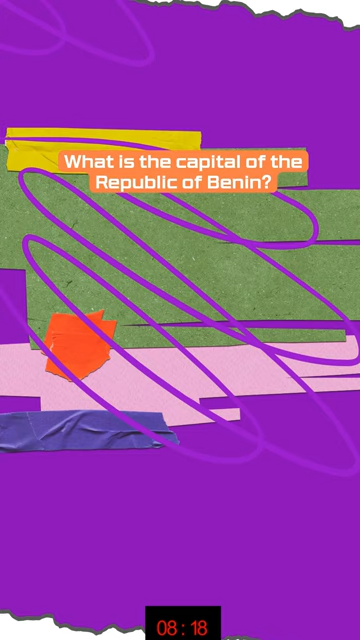 What is the capital of the
Republic of Benin?
08:18